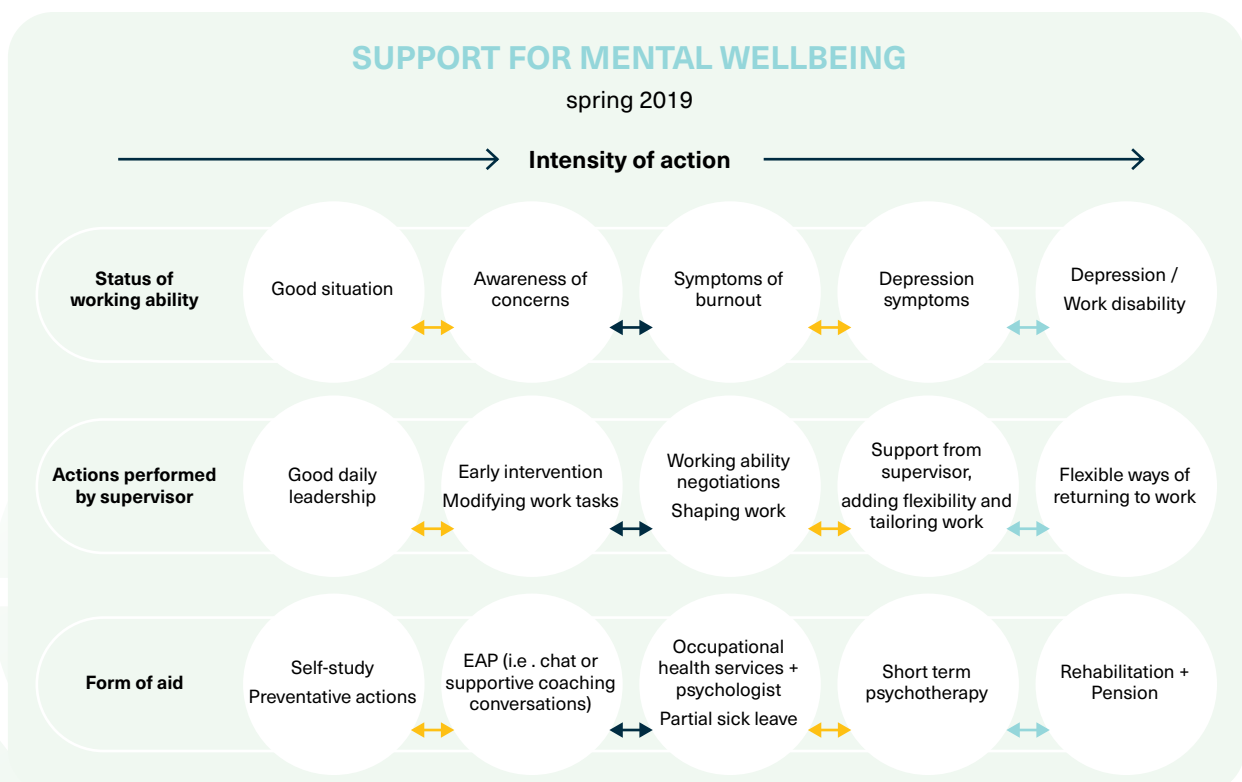 SUPPORT FOR MENTAL WELLBEING
spring 2019
Intensity of action
Status of
working ability
Good situation
Awareness of
concerns
Symptoms of
burnout
Depression
symptoms
Depression /
Work disability
Actions performed
by supervisor
Good daily
leadership
Early intervention
Modifying work tasks
Working ability
negotiations
Shaping work
Support from
supervisor,
adding flexibility and
tailoring work
Flexible ways of
returning to work
Form of aid
Self-study
Preventative actions
EAP (i.e . chat or
supportive coaching
conversations)
Occupational
health services +
psychologist
Partial sick leave
Short term
psychotherapy
Rehabilitation +
Pension